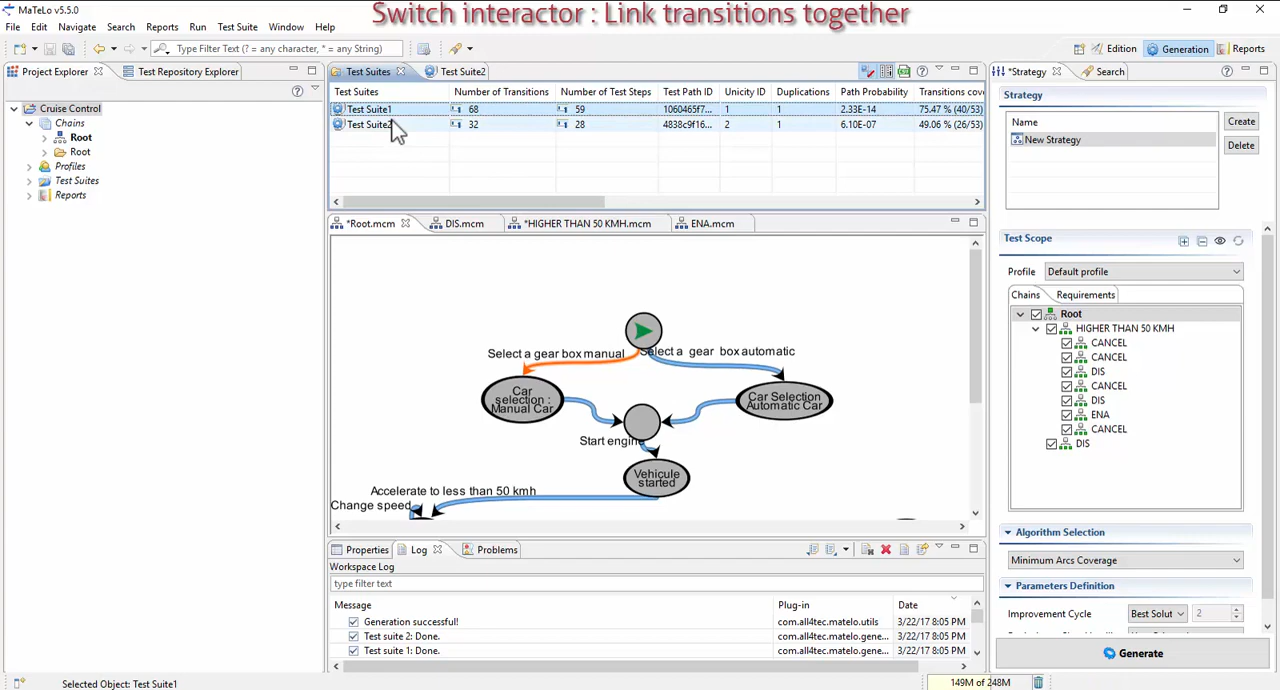 MaTeLo v5.5.0
Switch interactor : Link transitions together
File Edit Navigate Search Reports Run Test Suite Window Help
Type Filter Text (? = any character, * = any String)
Edition Generation Reports
Project Explorer Test Repository Explorer
Cruise Control
Chains
Root
Root
Profiles
Test Suites
Reports
Test Suites Test Suite2
Test Suites Number of Transitions Number of Test Steps Test Path ID Unicity ID Duplications Path Probability Transitions cove
Test Suite1 68 59 1060465f7... 1 1 2.33E-14 75.47 % (40/53)
Test Suite2 32 28 4838c9f16... 2 1 6.10E-07 49.06 % (26/53)
*Root.mcm DIS.mcm *HIGHER THAN 50 KMH.mcm ENA.mcm
Select a gear box manual
Select a gear box automatic
Car selection : Manual Car
Car Selection Automatic Car
Start engine
Vehicule started
Accelerate to less than 50 kmh
Change speed
Properties Log Problems
Workspace Log
type filter text
Message Plug-in Date
Generation successful! com.all4tec.matelo.utils 3/22/17 8:05 PM
Test suite 2: Done. com.all4tec.matelo.gene... 3/22/17 8:05 PM
Test suite 1: Done. com.all4tec.matelo.gene... 3/22/17 8:05 PM
*Strategy Search
Strategy
Name
New Strategy
Create
Delete
Test Scope
Profile Default profile
Chains Requirements
Root
HIGHER THAN 50 KMH
CANCEL
CANCEL
DIS
CANCEL
DIS
ENA
CANCEL
DIS
Algorithm Selection
Minimum Arcs Coverage
Parameters Definition
Improvement Cycle Best Solut 2
Generate
Selected Object: Test Suite1
149M of 248M